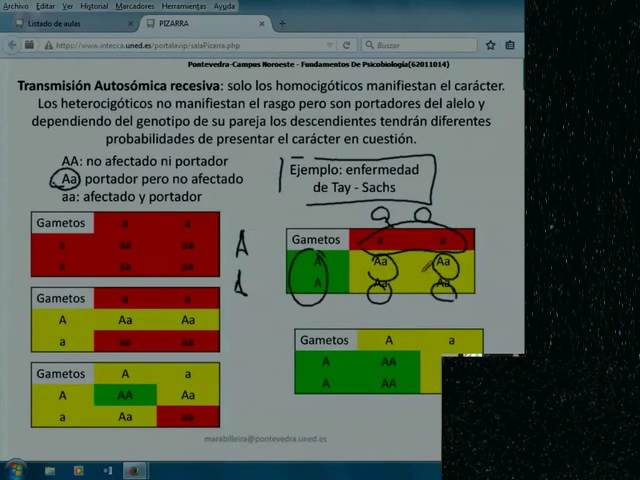 Archivo Editar Ver Historial Marcadores Herramientas Ayuda
Listado de aulas × PIZARRA ×
https://www.intecca.uned.es/portalavip/salaPizarra.php Buscar
Pontevedra-Campus Noroeste - Fundamentos De Psicobiología(62011014)
Transmisión Autosómica recesiva: solo los homocigóticos manifiestan el carácter.
Los heterocigóticos no manifiestan el rasgo pero son portadores del alelo y
dependiendo del genotipo de su pareja los descendientes tendrán diferentes
probabilidades de presentar el carácter en cuestión.
AA: no afectado ni portador
Aa: portador pero no afectado
aa: afectado y portador
Ejemplo: enfermedad
de Tay - Sachs
Gametos a a
a aa aa
a aa aa
A
Gametos a a
A Aa Aa
A Aa Aa
Gametos a a
A Aa Aa
a aa aa
Gametos A a
A AA
A AA
Gametos A a
A AA Aa
a Aa aa
marabilleira@pontevedra.uned.es